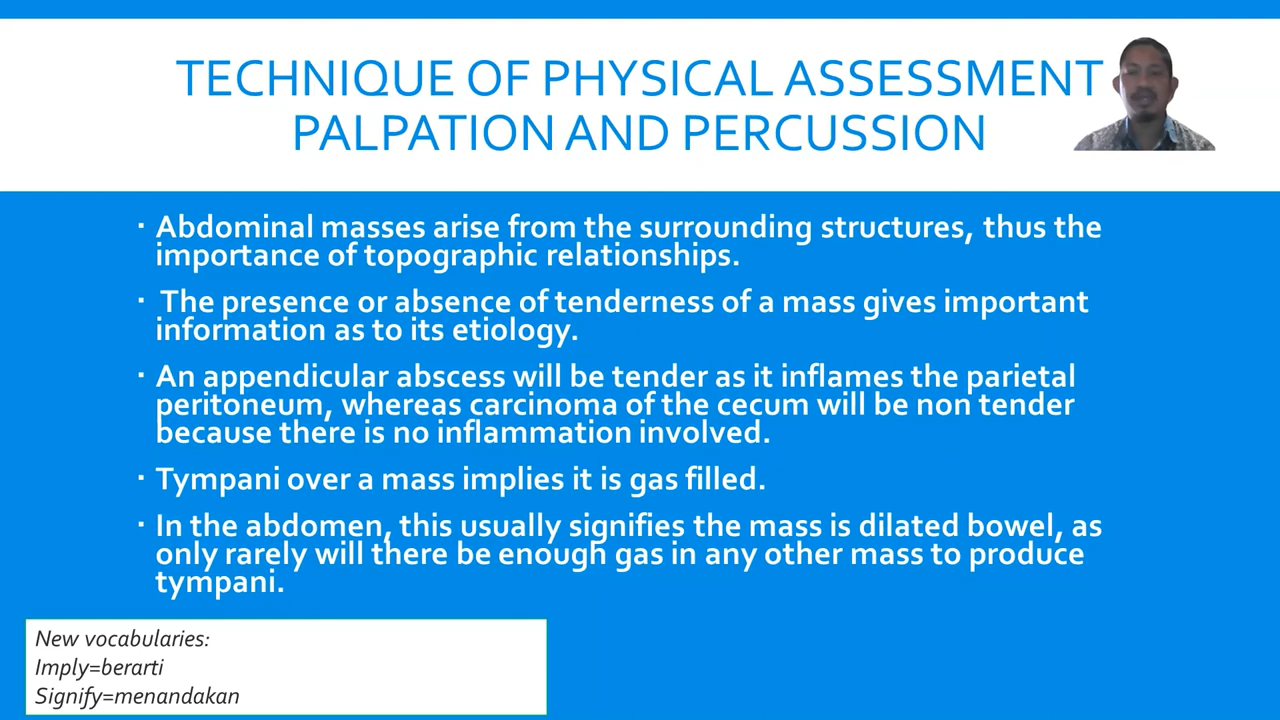 TECHNIQUE OF PHYSICAL ASSESSMENT
PALPATION AND PERCUSSION
▪ Abdominal masses arise from the surrounding structures, thus the
importance of topographic relationships.
▪ The presence or absence of tenderness of a mass gives important
information as to its etiology.
▪ An appendicular abscess will be tender as it inflames the parietal
peritoneum, whereas carcinoma of the cecum will be non tender
because there is no inflammation involved.
▪ Tympani over a mass implies it is gas filled.
▪ In the abdomen, this usually signifies the mass is dilated bowel, as
only rarely will there be enough gas in any other mass to produce
tympani.
New vocabularies:
Imply=berarti
Signify=menandakan